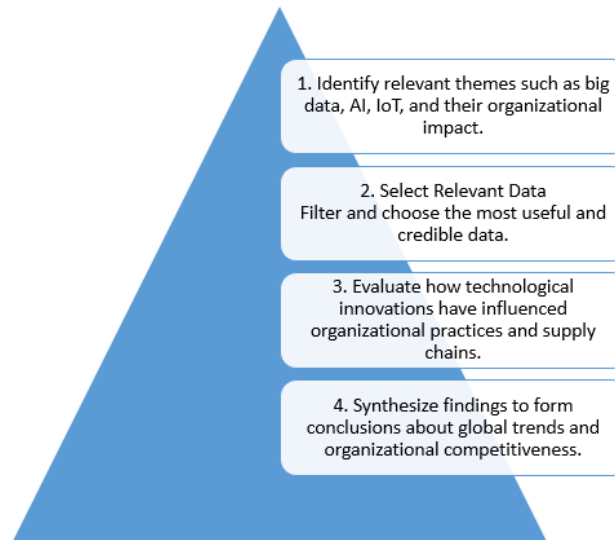 1. Identify relevant themes such as big
data, AI, IoT, and their organizational
impact.
2. Select Relevant Data
Filter and choose the most useful and
credible data.
3. Evaluate how technological
innovations have influenced
organizational practices and supply
chains.
4. Synthesize findings to form
conclusions about global trends and
organizational competitiveness.